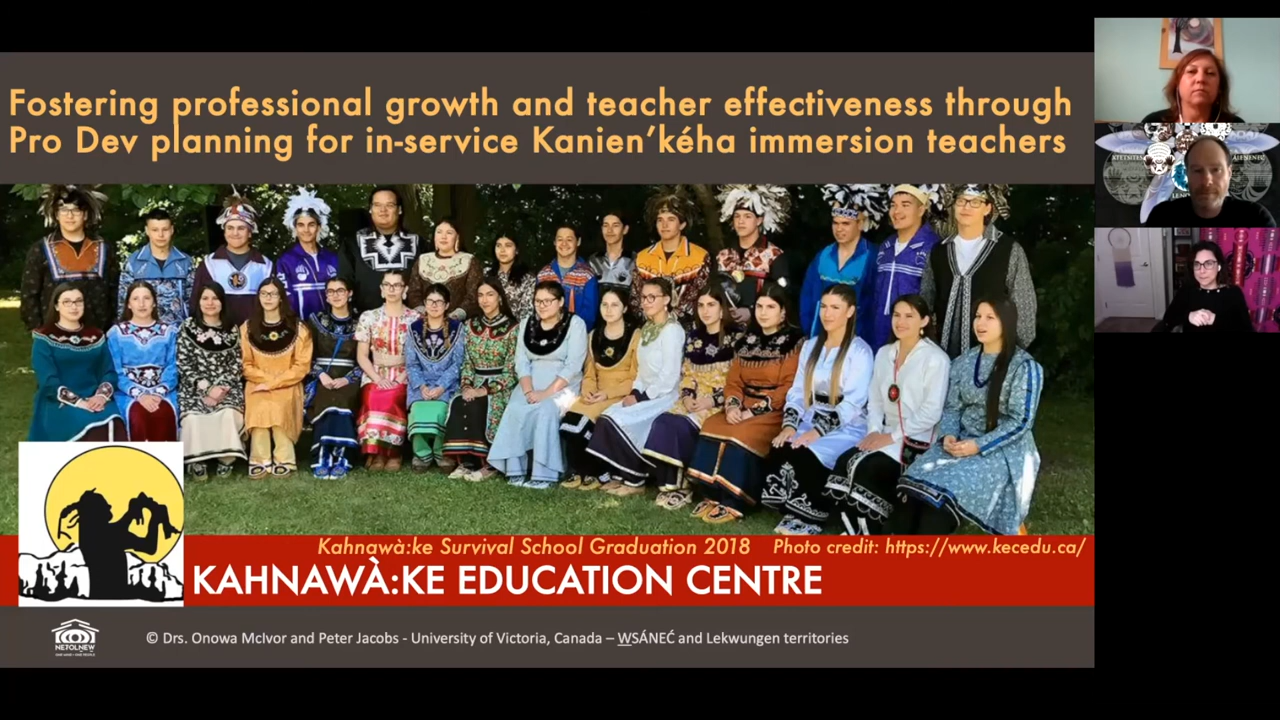 Fostering professional growth and teacher effectiveness through
Pro Dev planning for in-service Kanien’kéha immersion teachers
Kahnawà:ke Survival School Graduation 2018 Photo credit: https://www.kecedu.ca/
KAHNAWÀ:KE EDUCATION CENTRE
NETOLNEW
© Drs. Onowa McIvor and Peter Jacobs - University of Victoria, Canada – W̲SÁNEĆ and Lekwungen territories